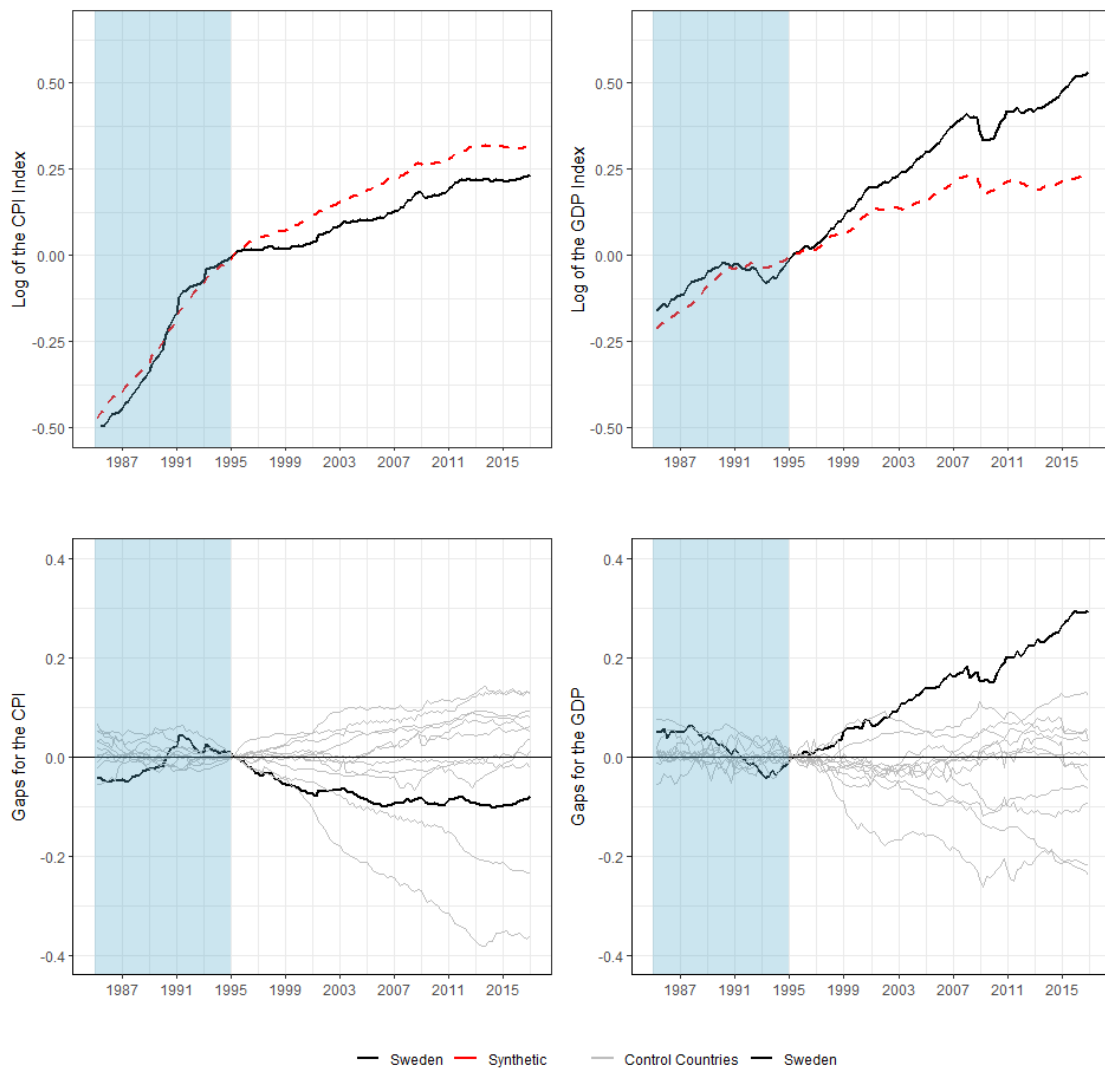 Log of the CPI Index
0.50
0.25
0.00
-0.25
-0.50
1987 1991 1995 1999 2003 2007 2011 2015
Log of the GDP Index
0.50
0.25
0.00
-0.25
-0.50
1987 1991 1995 1999 2003 2007 2011 2015
Gaps for the CPI
0.4
0.2
0.0
-0.2
-0.4
1987 1991 1995 1999 2003 2007 2011 2015
Gaps for the GDP
0.4
0.2
0.0
-0.2
-0.4
1987 1991 1995 1999 2003 2007 2011 2015
Sweden Synthetic Control Countries Sweden